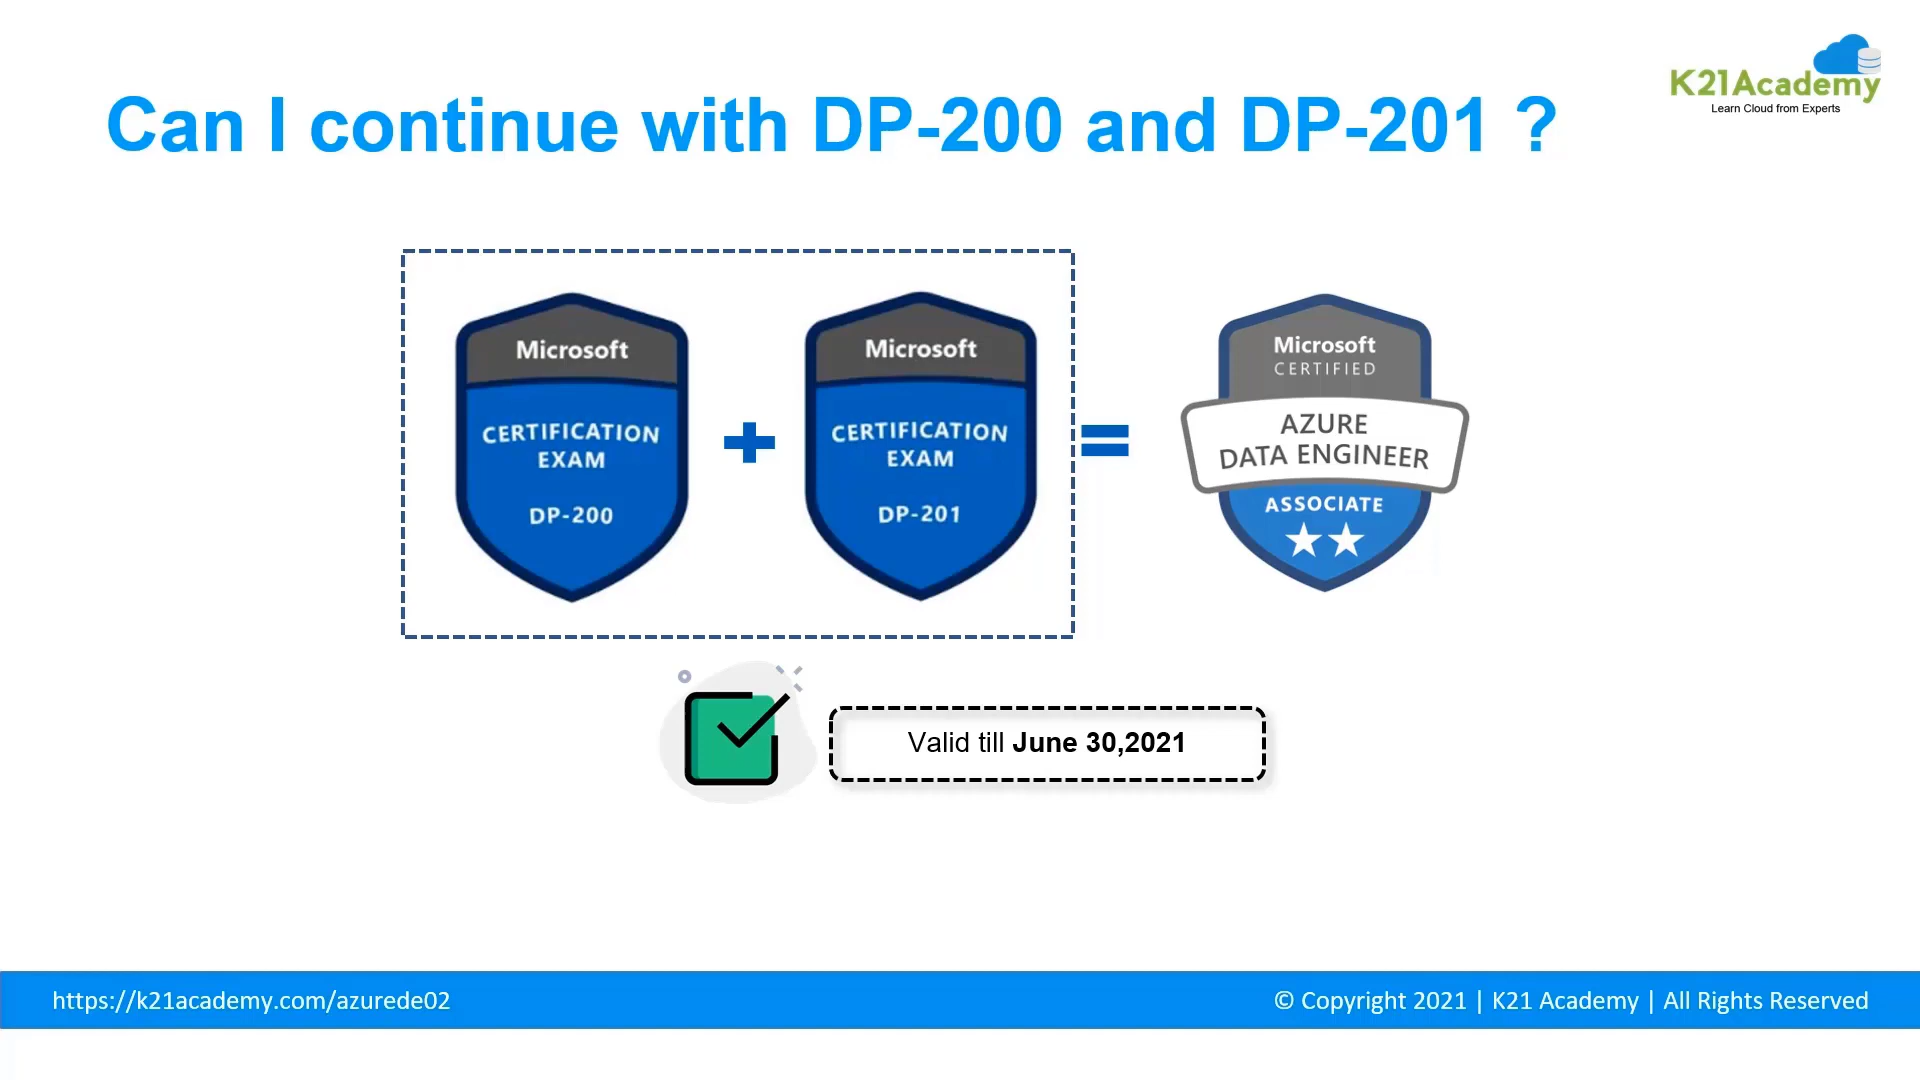 K21Academy
Learn Cloud from Experts
Can I continue with DP-200 and DP-201 ?
Microsoft
CERTIFICATION
EXAM
DP-200
Microsoft
CERTIFICATION
EXAM
DP-201
Microsoft
CERTIFIED
AZURE
DATA ENGINEER
ASSOCIATE
Valid till June 30,2021
https://k21academy.com/azurede02
© Copyright 2021 | K21 Academy | All Rights Reserved